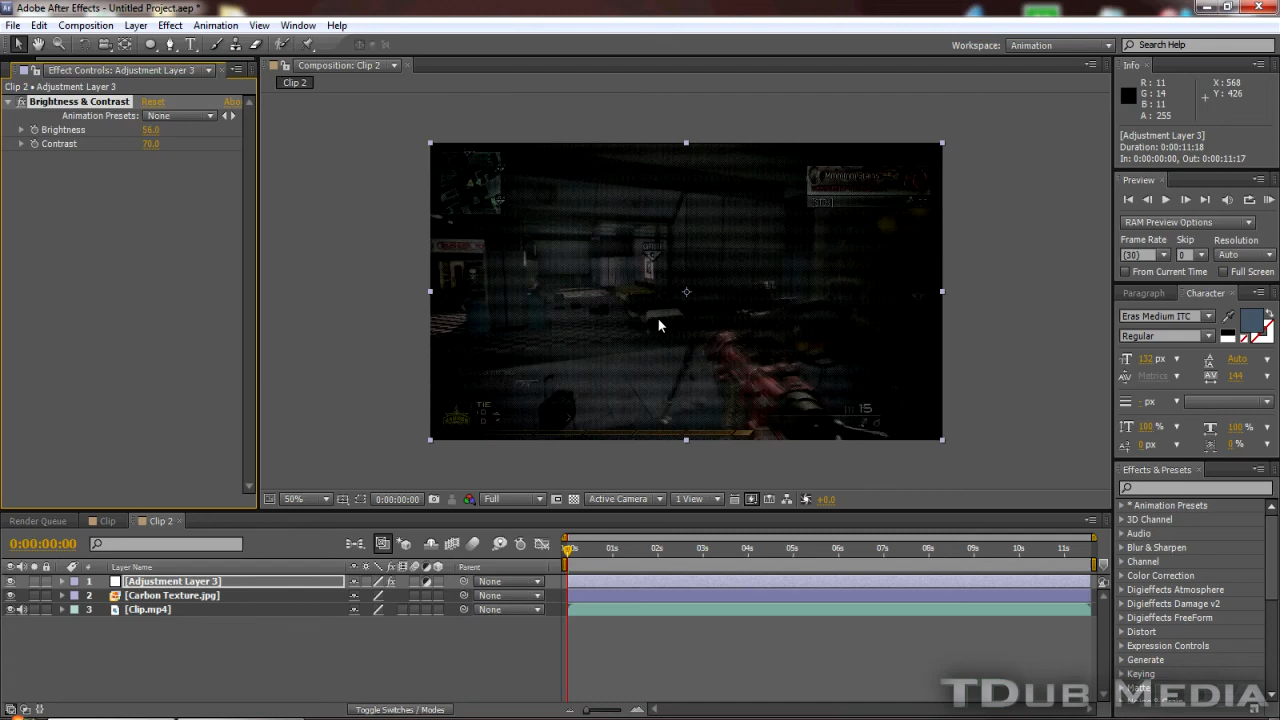 Adobe After Effects - Untitled Project.aep *
File Edit Composition Layer Effect Animation View Window Help
Workspace: Animation
Search Help
Effect Controls: Adjustment Layer 3
Clip 2 • Adjustment Layer 3
Brightness & Contrast Reset Abo
Animation Presets: None
Brightness 56.0
Contrast 70.0
Composition: Clip 2
Clip 2
TIE
15
50% 0:00:00:00 Full Active Camera 1 View +0.0
Info
R: 11
G: 14
B: 11
A: 255
X: 568
Y: 426
[Adjustment Layer 3]
Duration: 0:00:11:18
In: 0:00:00:00, Out: 0:00:11:17
Preview
RAM Preview Options
Frame Rate Skip Resolution
(30) 0 Auto
From Current Time Full Screen
Paragraph Character
Eras Medium ITC
Regular
132 px Auto
Metrics 144
- px
100 % 100 %
0 px 0 %
Effects & Presets
* Animation Presets
3D Channel
Audio
Blur & Sharpen
Channel
Color Correction
Digieffects Atmosphere
Digieffects Damage v2
Digieffects FreeForm
Distort
Expression Controls
Generate
Keying
Matte
Render Queue Clip Clip 2
0:00:00:00
# Layer Name Parent
01s 02s 03s 04s 05s 06s 07s 08s 09s 10s 11s
1 [Adjustment Layer 3] None
2 [Carbon Texture.jpg] None
3 [Clip.mp4] None
Toggle Switches / Modes
TDub Media